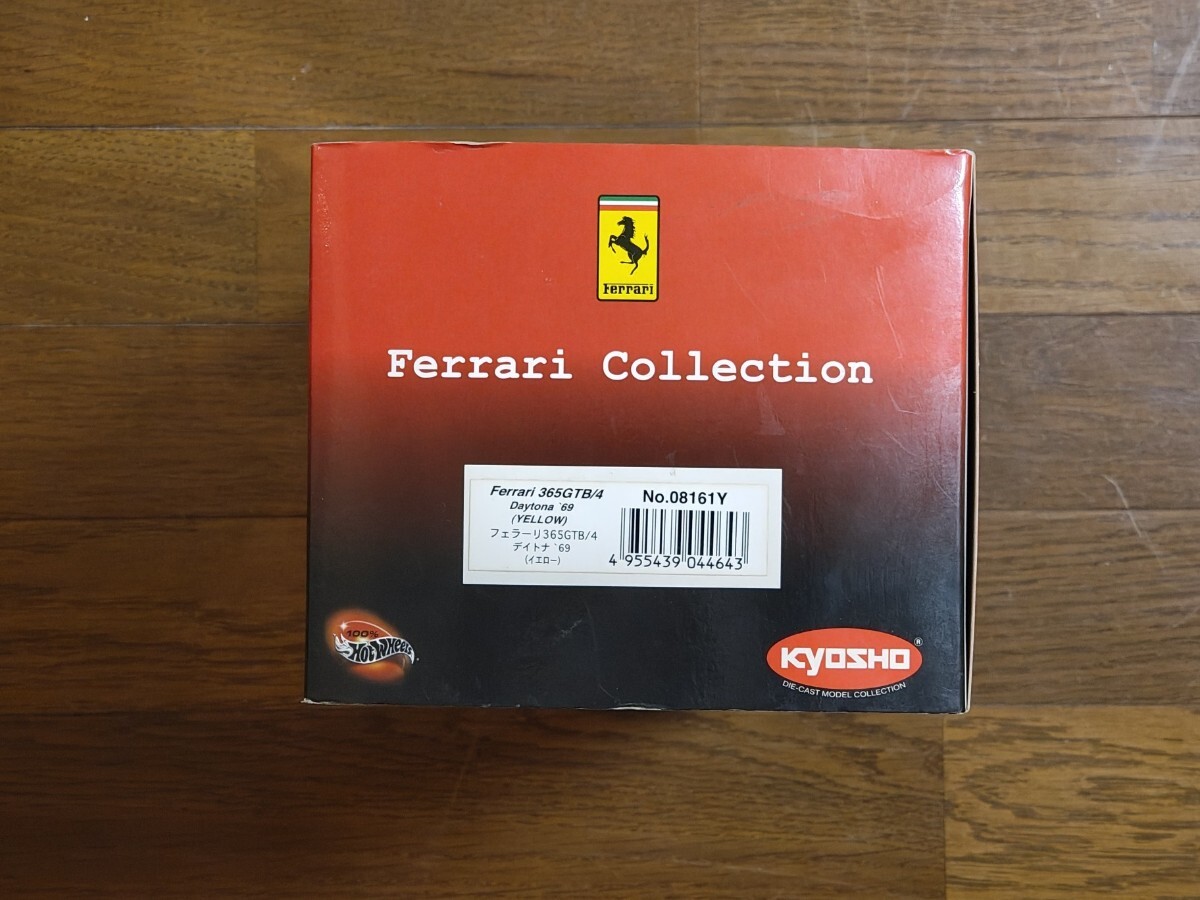 Ferrari
Ferrari Collection
Ferrari 365GTB/4
Daytona `69
(YELLOW)
フェラーリ365GTB/4
デイトナ`69
(イエロー)
No.08161Y
4 955439 044643
100%
HOT WHEELS
KYOSHO ®
DIE-CAST MODEL COLLECTION